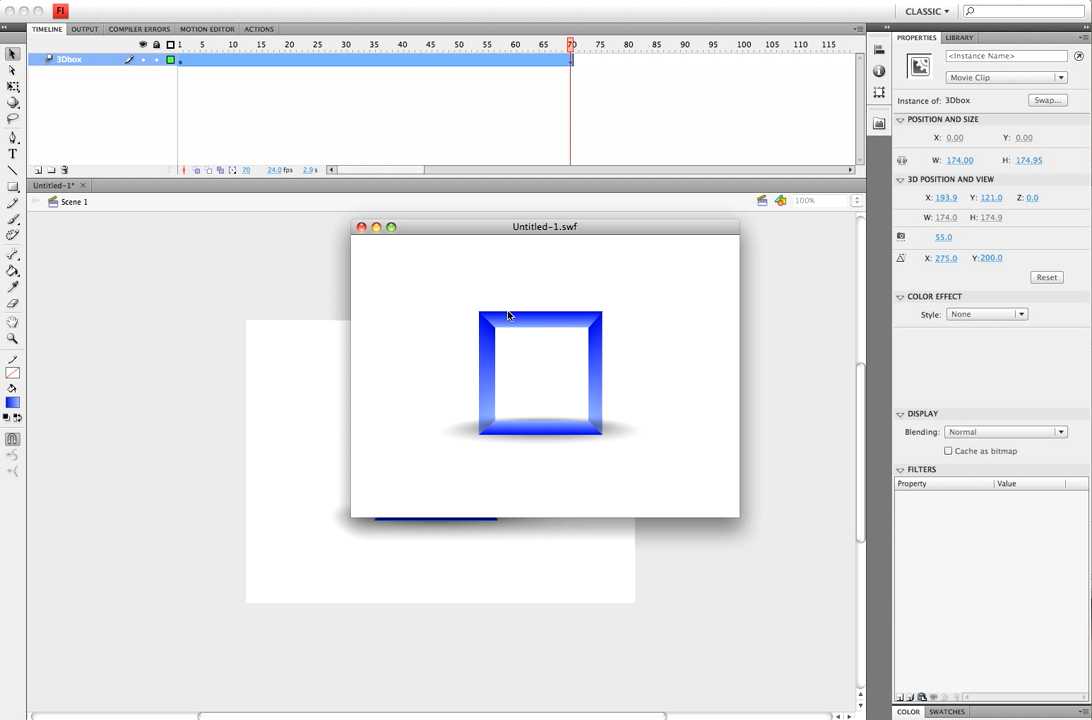 Fl
CLASSIC
TIMELINE OUTPUT COMPILER ERRORS MOTION EDITOR ACTIONS
PROPERTIES LIBRARY
1 5 10 15 20 25 30 35 40 45 50 55 60 65 70 75 80 85 90 95 100 105 110 115
3Dbox
<Instance Name>
Movie Clip
Instance of: 3Dbox Swap...
POSITION AND SIZE
X: 0.00 Y: 0.00
W: 174.00 H: 174.95
70 24.0 fps 2.9 s
3D POSITION AND VIEW
Untitled-1* ×
X: 193.9 Y: 121.0 Z: 0.0
Scene 1 100%
W: 174.0 H: 174.9
Untitled-1.swf
55.0
X: 275.0 Y: 200.0
Reset
COLOR EFFECT
Style: None
DISPLAY
Blending: Normal
Cache as bitmap
FILTERS
Property Value
COLOR SWATCHES
T